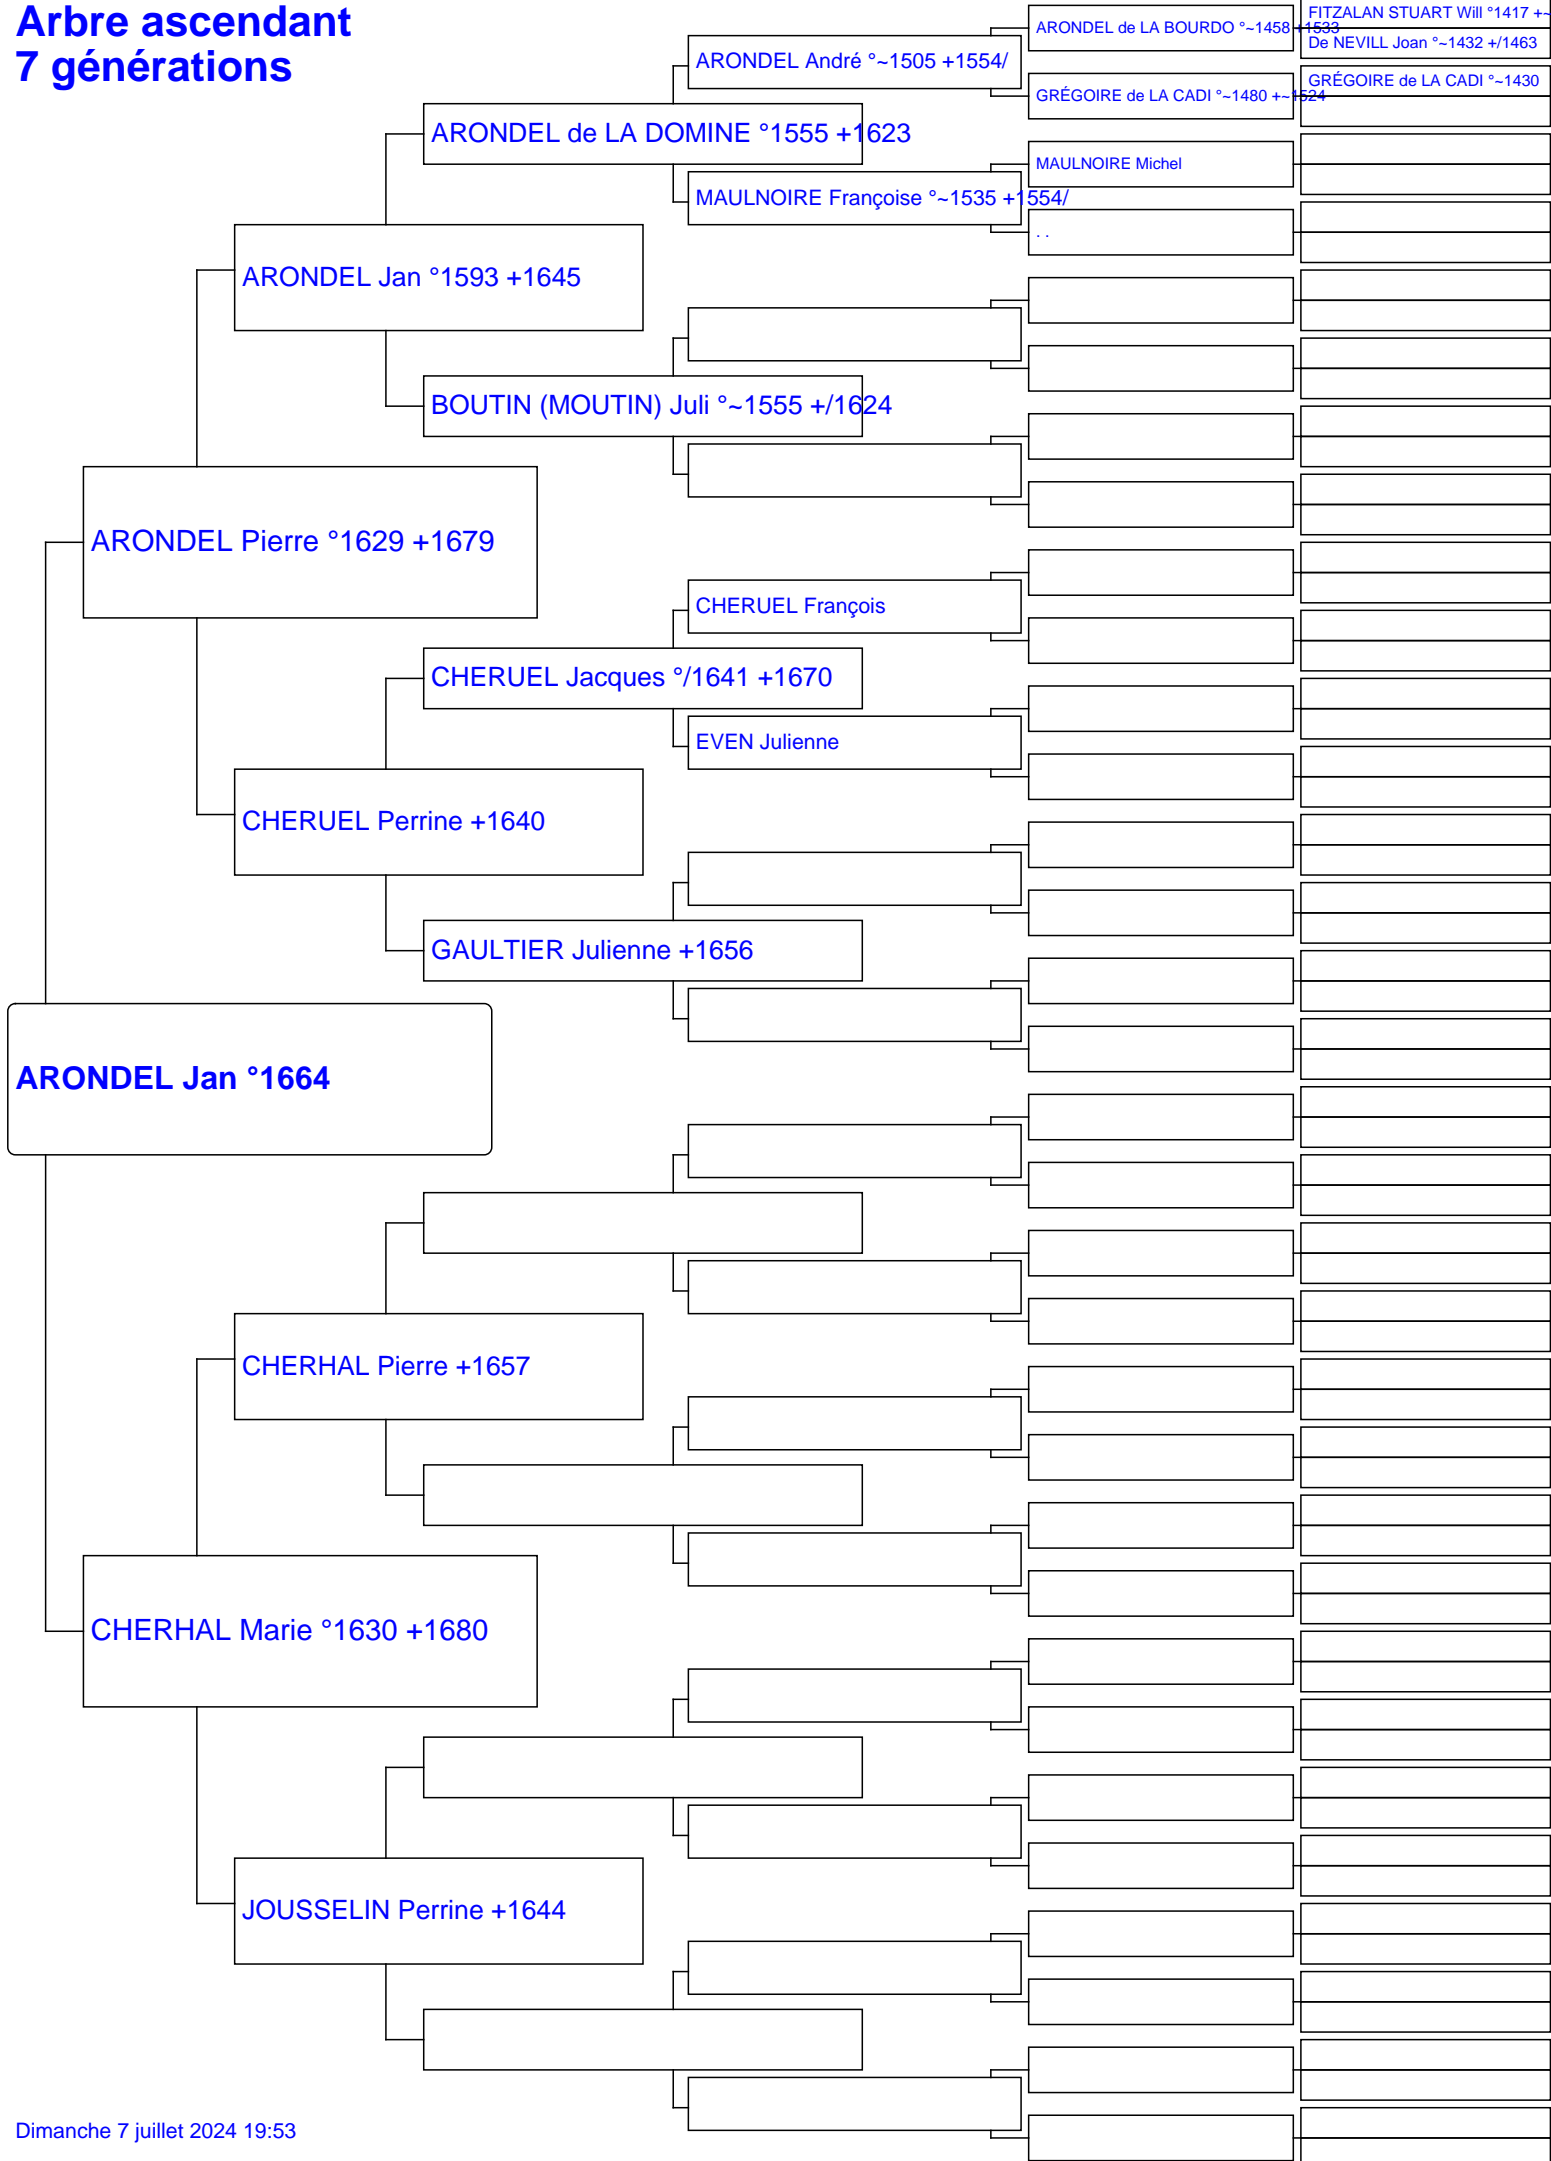 Arbre ascendant
7 générations
FITZALAN STUART Will °1417 +~
ARONDEL de LA BOURDO °~1458 +1533
De NEVILL Joan °~1432 +/1463
ARONDEL André °~1505 +1554/
GRÉGOIRE de LA CADI °~1430
GRÉGOIRE de LA CADI °~1480 +~1524
ARONDEL de LA DOMINE °1555 +1623
MAULNOIRE Michel
MAULNOIRE Françoise °~1535 +1554/
. .
ARONDEL Jan °1593 +1645
BOUTIN (MOUTIN) Juli °~1555 +/1624
ARONDEL Pierre °1629 +1679
CHERUEL François
CHERUEL Jacques °/1641 +1670
EVEN Julienne
CHERUEL Perrine +1640
GAULTIER Julienne +1656
ARONDEL Jan °1664
CHERHAL Pierre +1657
CHERHAL Marie °1630 +1680
JOUSSELIN Perrine +1644
Dimanche 7 juillet 2024 19:53